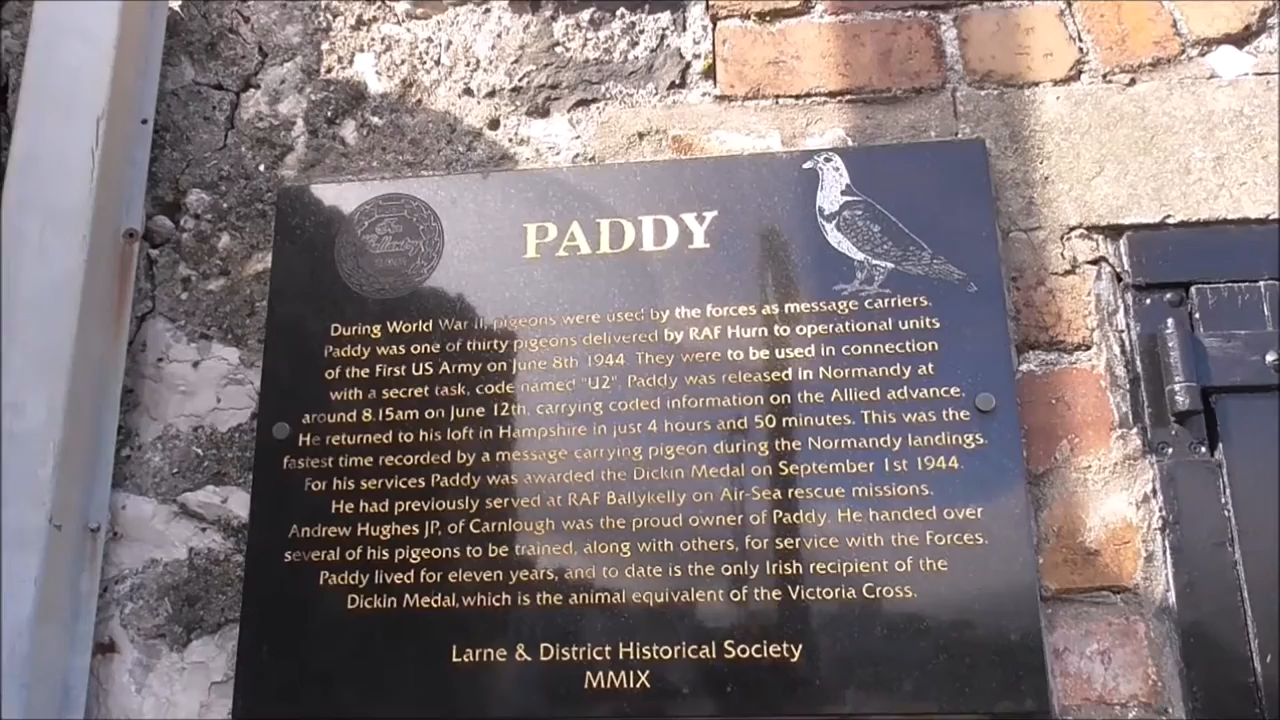 PADDY
During World War II, pigeons were used by the forces as message carriers.
Paddy was one of thirty pigeons delivered by RAF Hurn to operational units
of the First US Army on June 8th 1944. They were to be used in connection
with a secret task, code named "U2". Paddy was released in Normandy at
around 8.15am on June 12th, carrying coded information on the Allied advance.
He returned to his loft in Hampshire in just 4 hours and 50 minutes. This was the
fastest time recorded by a message carrying pigeon during the Normandy landings.
For his services Paddy was awarded the Dickin Medal on September 1st 1944.
He had previously served at RAF Ballykelly on Air-Sea rescue missions.
Andrew Hughes JP, of Carnlough was the proud owner of Paddy. He handed over
several of his pigeons to be trained, along with others, for service with the Forces.
Paddy lived for eleven years, and to date is the only Irish recipient of the
Dickin Medal, which is the animal equivalent of the Victoria Cross.
Larne & District Historical Society
MMIX